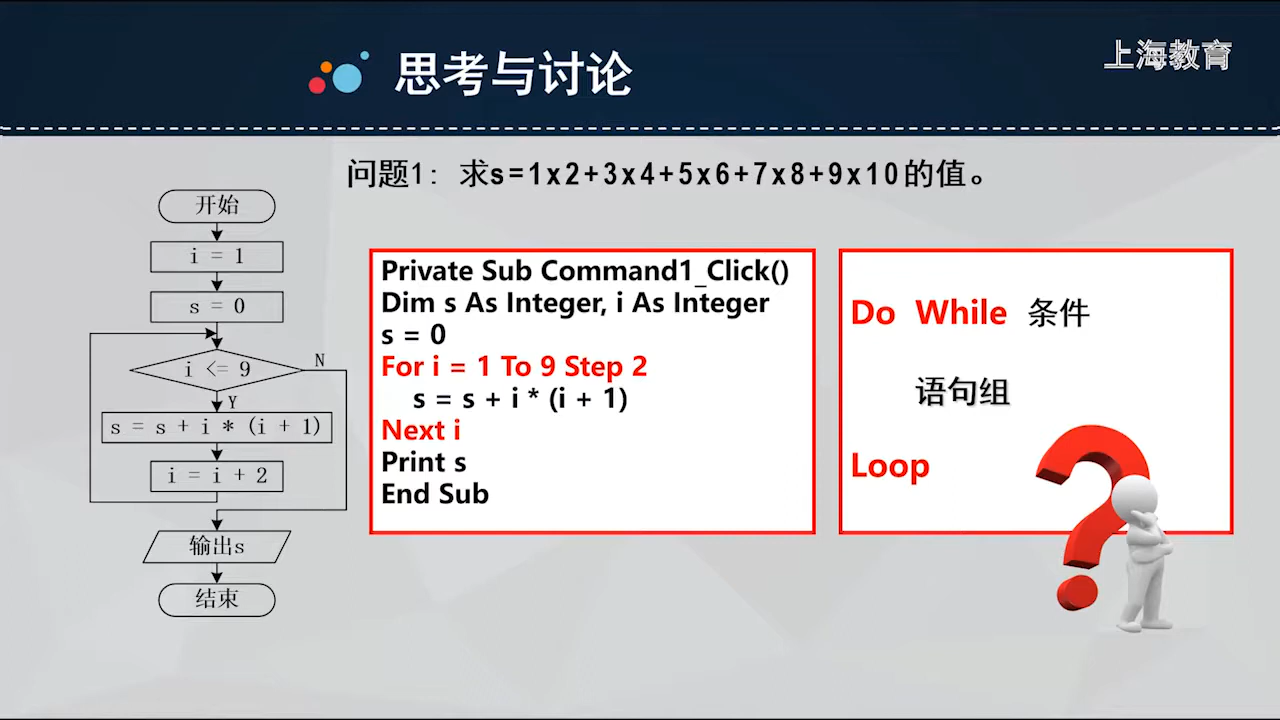 思考与讨论
上海教育
问题1: 求s=1x2+3x4+5x6+7x8+9x10的值。
开始
i = 1
s = 0
i <= 9
N
Y
s = s + i * (i + 1)
i = i + 2
输出s
结束
Private Sub Command1_Click()
Dim s As Integer, i As Integer
s = 0
For i = 1 To 9 Step 2
s = s + i * (i + 1)
Next i
Print s
End Sub
Do While 条件
语句组
Loop